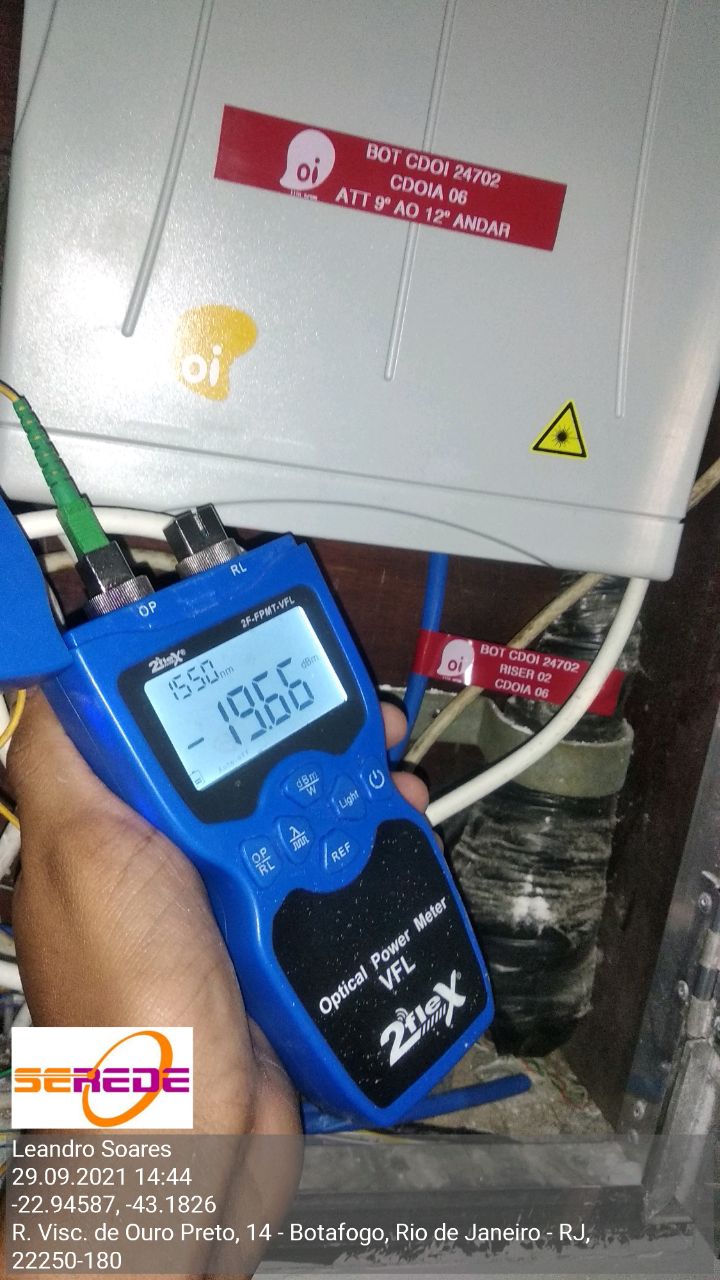 oi
BOT CDOI 24702
CDOIA 06
ATT 9º AO 12º ANDAR
oi
OP
RL
2flex®
2F-FPMT-VFL
1550nm
dBm
-19.66
oi
BOT CDOI 24702
RISER 02
CDOIA 06
dBm
W
Light
λ
OP
RL
REF
Optical Power Meter
VFL
2flex®
SEREDE
Leandro Soares
29.09.2021 14:44
-22.94587, -43.1826
R. Visc. de Ouro Preto, 14 - Botafogo, Rio de Janeiro - RJ,
22250-180